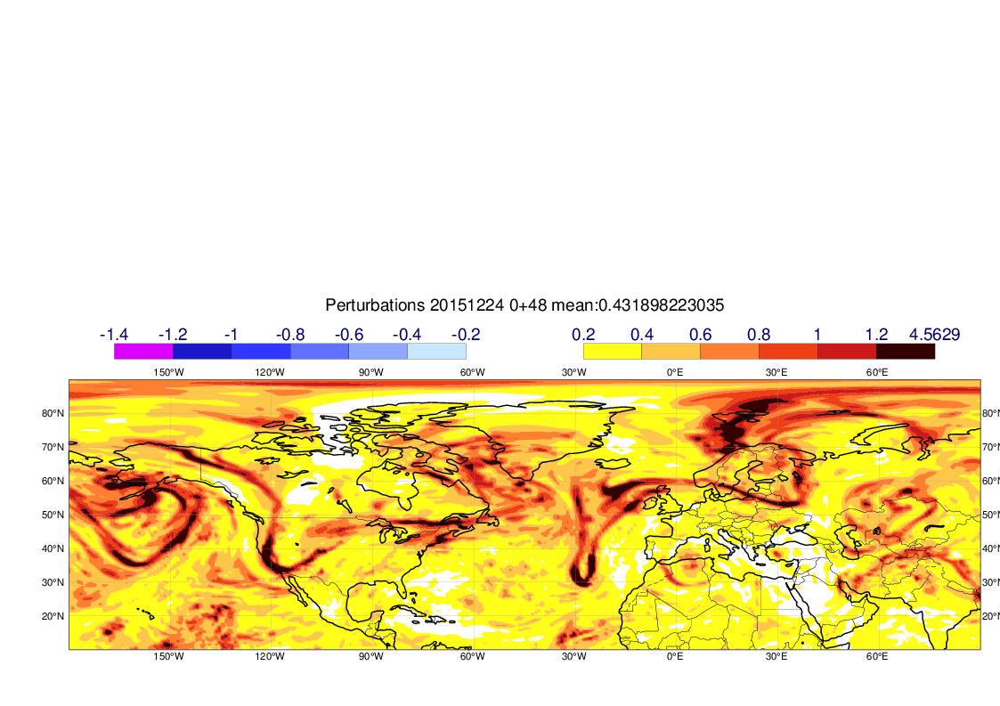 Perturbations 20151224 0+48 mean:0.431898223035
-1.4 -1.2 -1 -0.8 -0.6 -0.4 -0.2 0.2 0.4 0.6 0.8 1 1.2 4.5629
150°W 120°W 90°W 60°W 30°W 0°E 30°E 60°E
80°N 80°N
70°N 70°N
60°N 60°N
50°N 50°N
40°N 40°N
30°N 30°N
20°N 20°N
150°W 120°W 90°W 60°W 30°W 0°E 30°E 60°E